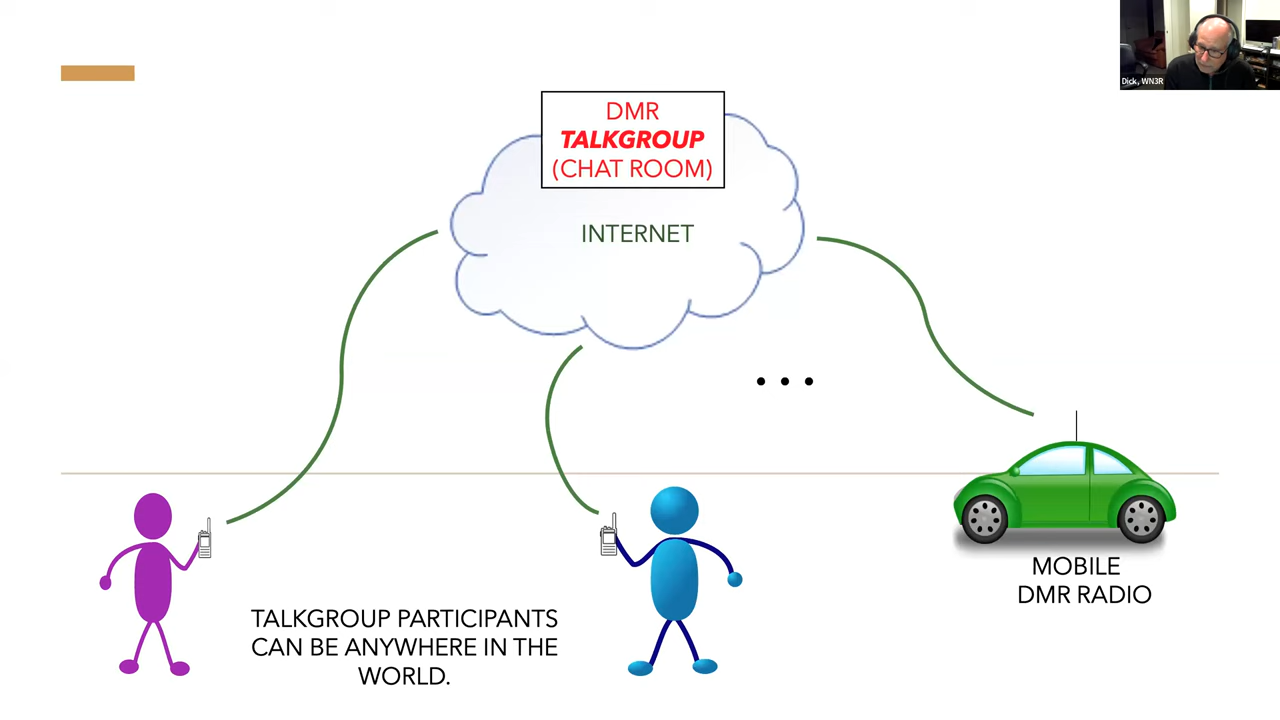 Dick, WN3R
DMR
TALKGROUP
(CHAT ROOM)
INTERNET
MOBILE
DMR RADIO
TALKGROUP PARTICIPANTS
CAN BE ANYWHERE IN THE
WORLD.